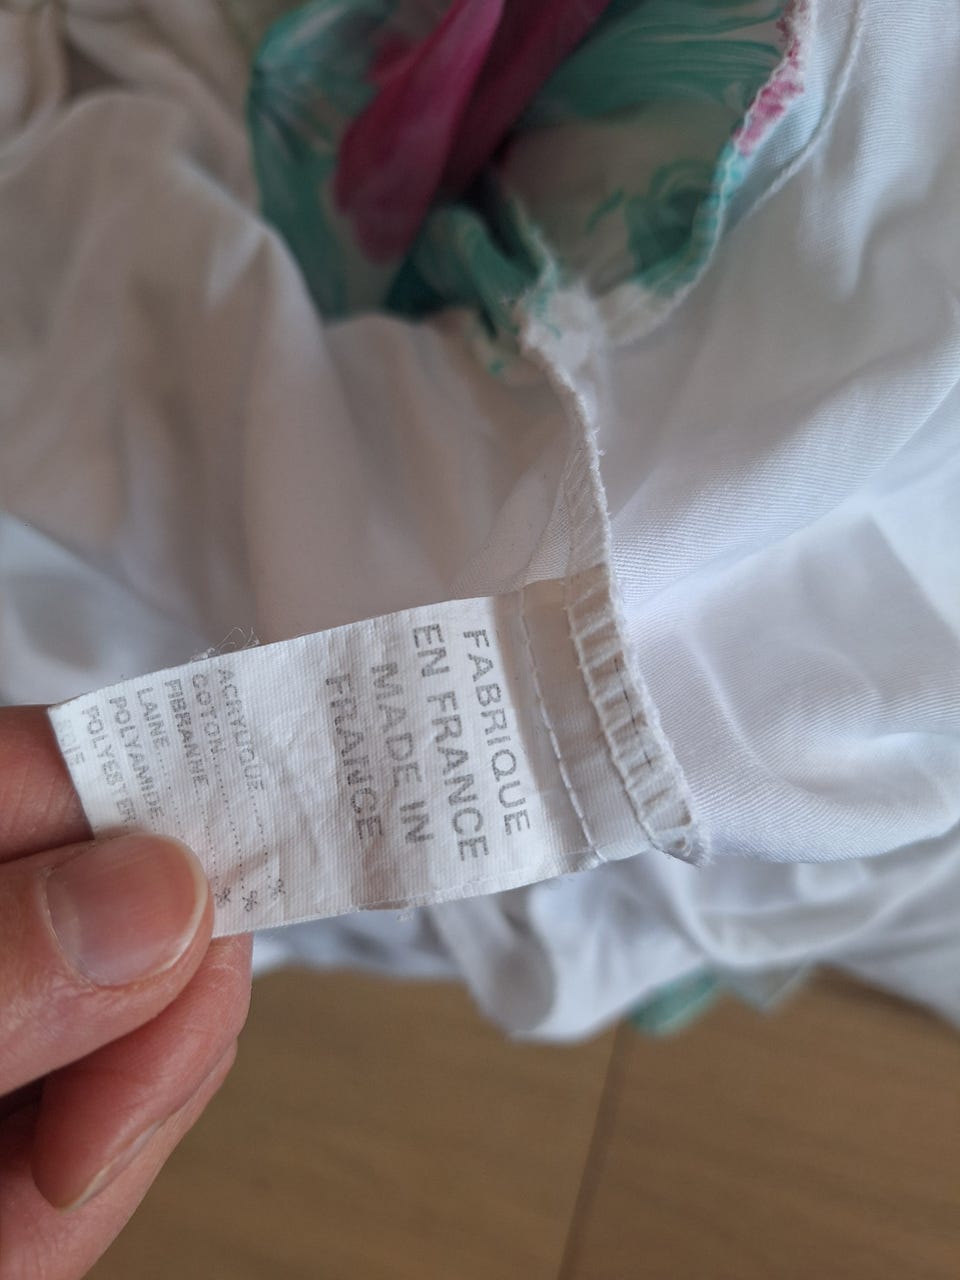 FABRIQUE
EN FRANCE
MADE IN
FRANCE
ACRYLIQUE ........ %
COTON .............. %
FIBRANNE ........ %
LAINE
POLYAMIDE
POLYESTER